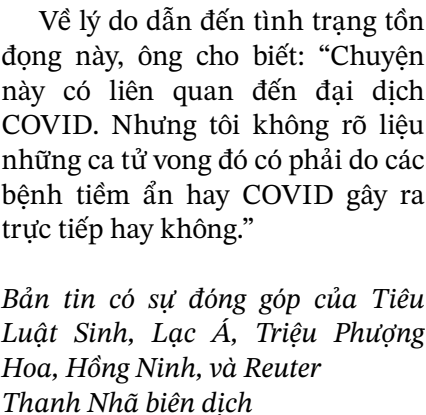 Về lý do dẫn đến tình trạng tồn
đọng này, ông cho biết: “Chuyện
này có liên quan đến đại dịch
COVID. Nhưng tôi không rõ liệu
những ca tử vong đó có phải do các
bệnh tiềm ẩn hay COVID gây ra
trực tiếp hay không.”
Bản tin có sự đóng góp của Tiêu
Luật Sinh, Lạc Á, Triệu Phượng
Hoa, Hồng Ninh, và Reuter
Thanh Nhã biên dịch